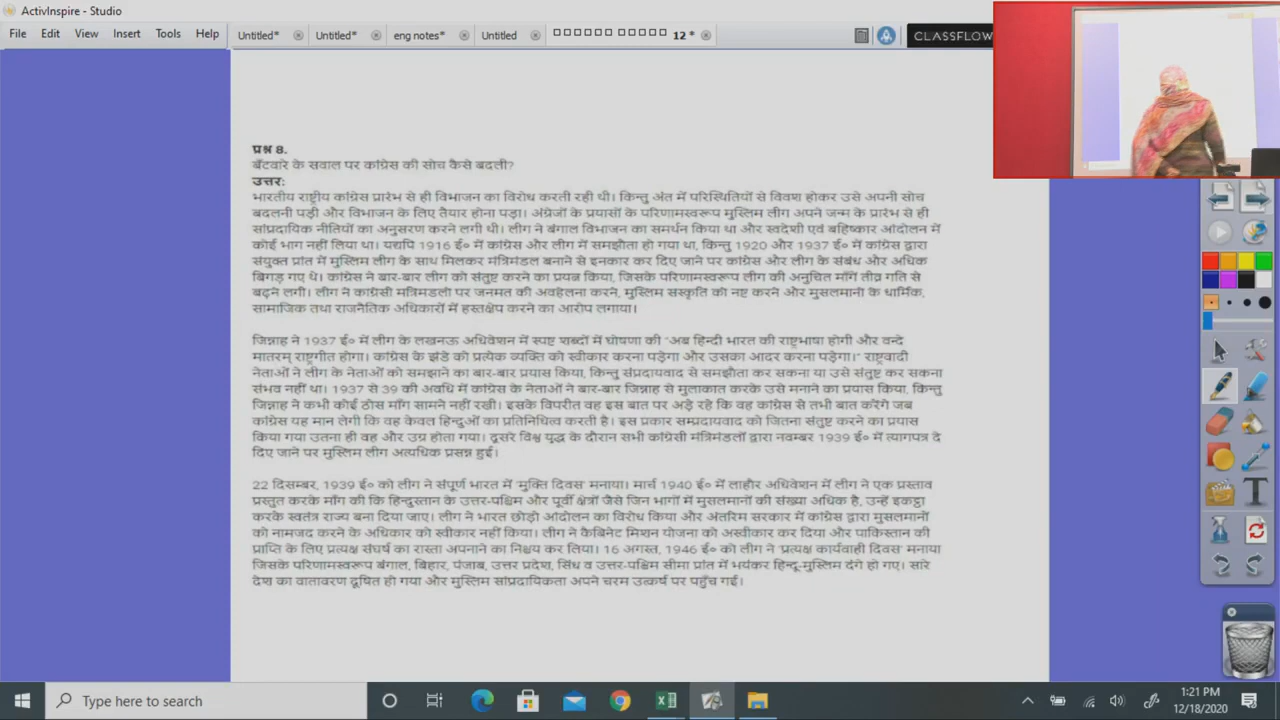 ActivInspire - Studio
File Edit View Insert Tools Help
Untitled* Untitled* eng notes* Untitled 12 *
CLASSFLOW
प्रश्न 8.
बँटवारे के सवाल पर कांग्रेस की सोच कैसे बदली?
उत्तर:
भारतीय राष्ट्रीय कांग्रेस प्रारंभ से ही विभाजन का विरोध करती रही थी। किन्तु अंत में परिस्थितियों से विवश होकर उसे अपनी सोच
बदलनी पड़ी और विभाजन के लिए तैयार होना पड़ा। अंग्रेजों के प्रयासों के परिणामस्वरूप मुस्लिम लीग अपने जन्म के प्रारंभ से ही
सांप्रदायिक नीतियों का अनुसरण करने लगी थी। लीग ने बंगाल विभाजन का समर्थन किया था और स्वदेशी एवं बहिष्कार आंदोलन में
कोई भाग नहीं लिया था। यद्यपि 1916 ई० में कांग्रेस और लीग में समझौता हो गया था, किन्तु 1920 और 1937 ई० में कांग्रेस द्वारा
संयुक्त प्रांत में मुस्लिम लीग के साथ मिलकर मंत्रिमंडल बनाने से इनकार कर दिए जाने पर कांग्रेस और लीग के संबंध और अधिक
बिगड़ गए थे। कांग्रेस ने बार-बार लीग को संतुष्ट करने का प्रयत्न किया, जिसके परिणामस्वरूप लीग की अनुचित माँगें तीव्र गति से
बढ़ने लगी। लीग ने कांग्रेसी मंत्रिमंडलों पर जनमत की अवहेलना करने, मुस्लिम संस्कृति को नष्ट करने और मुसलमानों के धार्मिक,
सामाजिक तथा राजनैतिक अधिकारों में हस्तक्षेप करने का आरोप लगाया।
जिन्नाह ने 1937 ई० में लीग के लखनऊ अधिवेशन में स्पष्ट शब्दों में घोषणा की "अब हिन्दी भारत की राष्ट्रभाषा होगी और वन्दे
मातरम् राष्ट्रगीत होगा। कांग्रेस के झंडे को प्रत्येक व्यक्ति को स्वीकार करना पड़ेगा और उसका आदर करना पड़ेगा।" राष्ट्रवादी
नेताओं ने लीग के नेताओं को समझाने का बार-बार प्रयास किया, किन्तु संप्रदायवाद से समझौता कर सकना या उसे संतुष्ट कर सकना
संभव नहीं था। 1937 से 39 की अवधि में कांग्रेस के नेताओं ने बार-बार जिन्नाह से मुलाकात करके उसे मनाने का प्रयास किया, किन्तु
जिन्नाह ने कभी कोई ठोस माँग सामने नहीं रखी। इसके विपरीत वह इस बात पर अड़े रहे कि वह कांग्रेस से तभी बात करेंगे जब
कांग्रेस यह मान लेगी कि वह केवल हिन्दुओं का प्रतिनिधित्व करती है। इस प्रकार सम्प्रदायवाद को जितना संतुष्ट करने का प्रयास
किया गया उतना ही वह और उग्र होता गया। दूसरे विश्व युद्ध के दौरान सभी कांग्रेसी मंत्रिमंडलों द्वारा नवम्बर 1939 ई० में त्यागपत्र दे
दिए जाने पर मुस्लिम लीग अत्यधिक प्रसन्न हुई।
22 दिसम्बर, 1939 ई० को लीग ने संपूर्ण भारत में 'मुक्ति दिवस' मनाया। मार्च 1940 ई० में लाहौर अधिवेशन में लीग ने एक प्रस्ताव
प्रस्तुत करके माँग की कि हिन्दुस्तान के उत्तर-पश्चिम और पूर्वी क्षेत्रों जैसे जिन भागों में मुसलमानों की संख्या अधिक है, उन्हें इकट्ठा
करके स्वतंत्र राज्य बना दिया जाए। लीग ने भारत छोड़ो आंदोलन का विरोध किया और अंतरिम सरकार में कांग्रेस द्वारा मुसलमानों
को नामजद करने के अधिकार को स्वीकार नहीं किया। लीग ने कैबिनेट मिशन योजना को अस्वीकार कर दिया और पाकिस्तान की
प्राप्ति के लिए प्रत्यक्ष संघर्ष का रास्ता अपनाने का निश्चय कर लिया। 16 अगस्त, 1946 ई० को लीग ने 'प्रत्यक्ष कार्यवाही दिवस' मनाया
जिसके परिणामस्वरूप बंगाल, बिहार, पंजाब, उत्तर प्रदेश, सिंध व उत्तर-पश्चिम सीमा प्रांत में भयंकर हिन्दू-मुस्लिम दंगे हो गए। सारे
देश का वातावरण दूषित हो गया और मुस्लिम सांप्रदायिकता अपने चरम उत्कर्ष पर पहुँच गई।
Type here to search
1:21 PM
12/18/2020